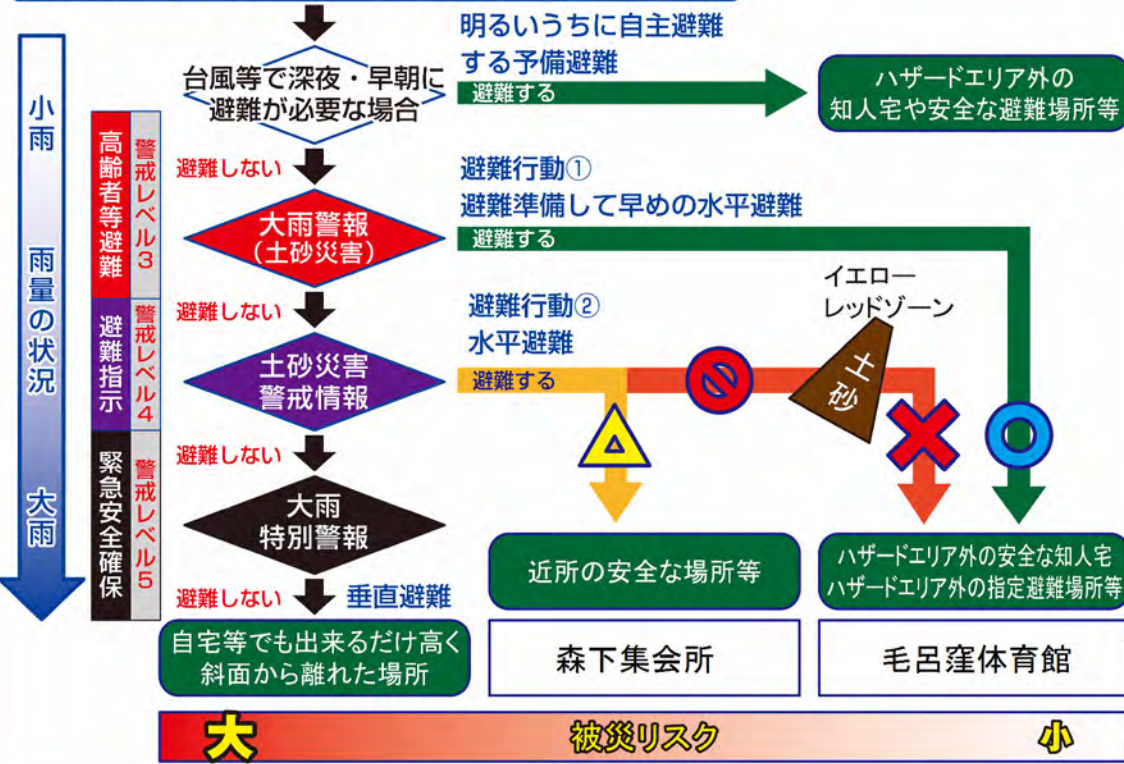 明るいうちに自主避難
する予備避難
台風等で深夜・早朝に
避難が必要な場合
避難する
ハザードエリア外の
知人宅や安全な避難場所等
小雨
雨量の状況
大雨
高齢者等避難
警戒レベル3
避難しない
避難行動①
避難準備して早めの水平避難
大雨警報
(土砂災害)
避難する
イエロー
レッドゾーン
避難指示
警戒レベル4
避難しない
避難行動②
水平避難
土砂災害
警戒情報
避難する
土砂
緊急安全確保
警戒レベル5
避難しない
大雨
特別警報
近所の安全な場所等
ハザードエリア外の安全な知人宅
ハザードエリア外の指定避難場所等
避難しない
垂直避難
自宅等でも出来るだけ高く
斜面から離れた場所
森下集会所
毛呂窪体育館
大
被災リスク
小